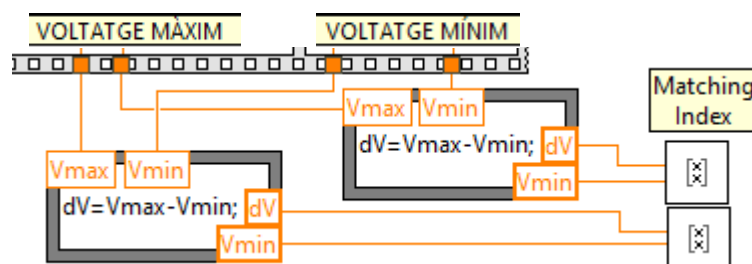 VOLTATGE MÀXIM
VOLTATGE MÍNIM
Matching
Index
Vmax
Vmin
dV=Vmax-Vmin;
dV
Vmin
Vmax
Vmin
dV=Vmax-Vmin;
dV
Vmin